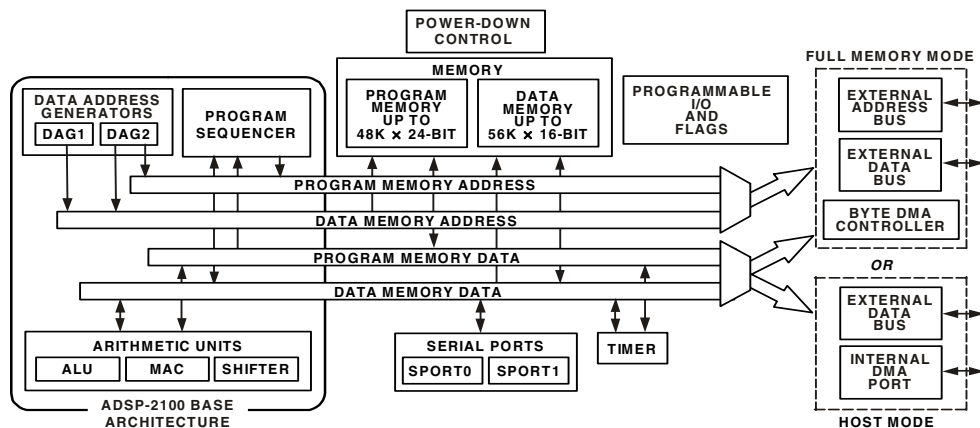 POWER-DOWN
CONTROL
FULL MEMORY MODE
MEMORY
DATA ADDRESS
GENERATORS
DAG1
DAG2
PROGRAM
SEQUENCER
PROGRAM
MEMORY
UP TO
48K × 24-BIT
DATA
MEMORY
UP TO
56K × 16-BIT
PROGRAMMABLE
I/O
AND
FLAGS
EXTERNAL
ADDRESS
BUS
EXTERNAL
DATA
BUS
BYTE DMA
CONTROLLER
PROGRAM MEMORY ADDRESS
DATA MEMORY ADDRESS
PROGRAM MEMORY DATA
DATA MEMORY DATA
OR
EXTERNAL
DATA
BUS
INTERNAL
DMA
PORT
HOST MODE
ARITHMETIC UNITS
ALU
MAC
SHIFTER
SERIAL PORTS
SPORT0
SPORT1
TIMER
ADSP-2100 BASE
ARCHITECTURE